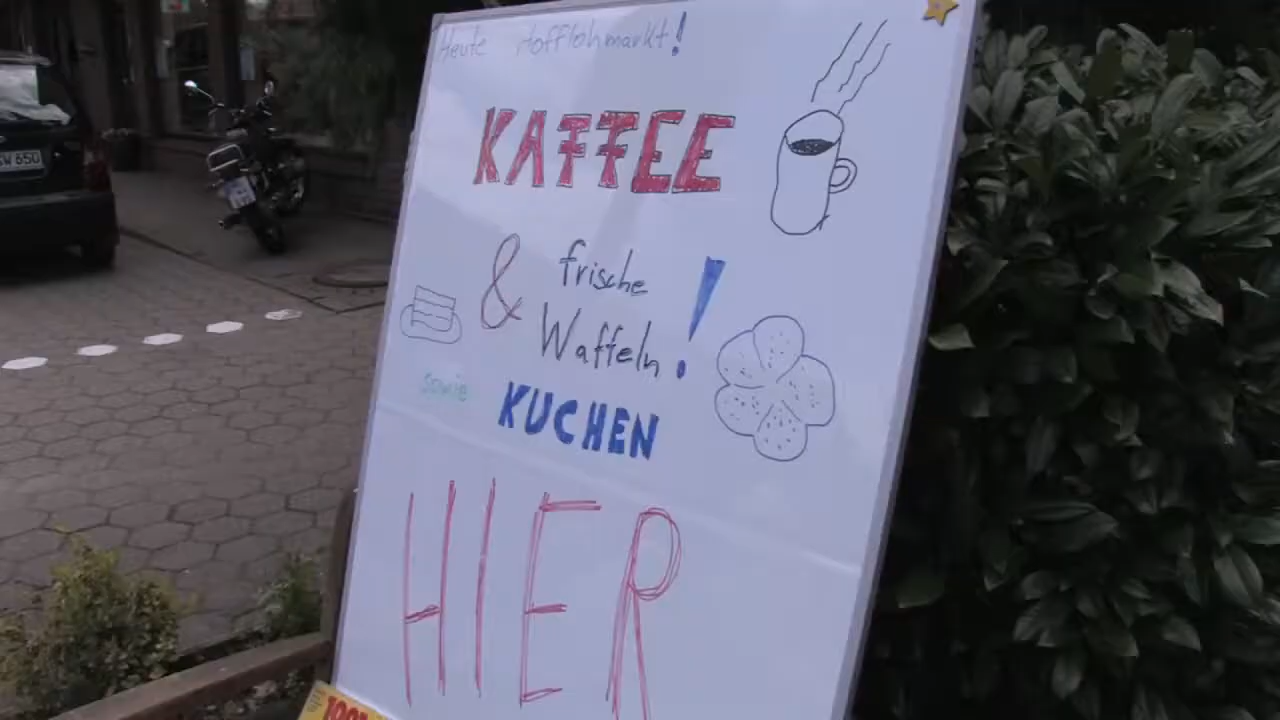 Heute Hofflohmarkt!
KAFFEE
& frische
Waffeln!
sowie KUCHEN
HIER